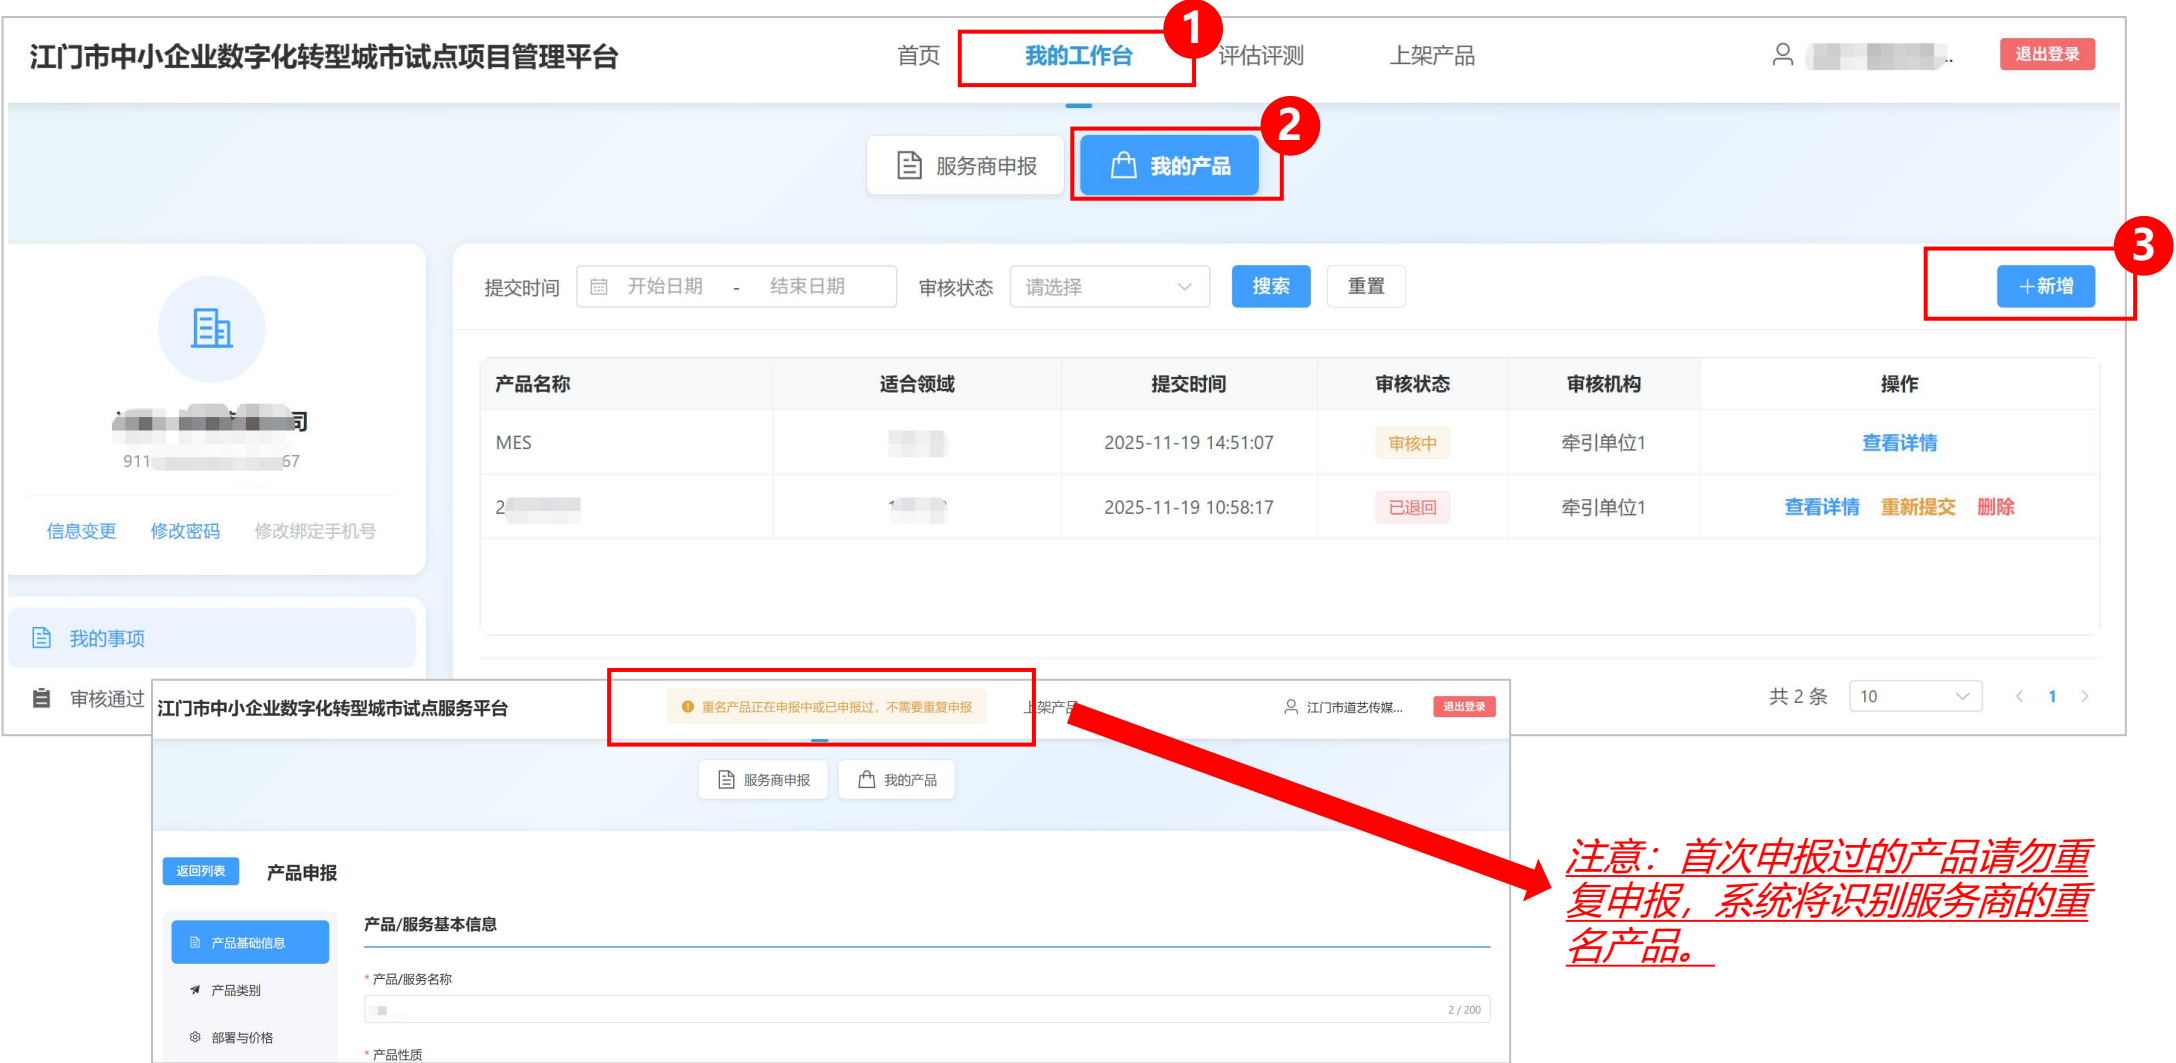 江门市中小企业数字化转型城市试点项目管理平台 首页 我的工作台 评估评测 上架产品 退出登录
1
服务商申报 我的产品
2
提交时间 开始日期 - 结束日期 审核状态 请选择 搜索 重置 +新增
3
司
911 67
信息变更 修改密码 修改绑定手机号
我的事项
审核通过
产品名称 适合领域 提交时间 审核状态 审核机构 操作
MES 2025-11-19 14:51:07 审核中 牵引单位1 查看详情
2 2025-11-19 10:58:17 已退回 牵引单位1 查看详情 重新提交 删除
共 2 条 10 < 1 >
江门市中小企业数字化转型城市试点服务平台 重名产品正在申报中或已申报过，不需要重复申报 上架产品 江门市道艺传媒... 退出登录
服务商申报 我的产品
返回列表 产品申报
产品基础信息
产品类别
部署与价格
产品/服务基本信息
* 产品/服务名称
2 / 200
* 产品性质
注意：首次申报过的产品请勿重
复申报，系统将识别服务商的重
名产品。